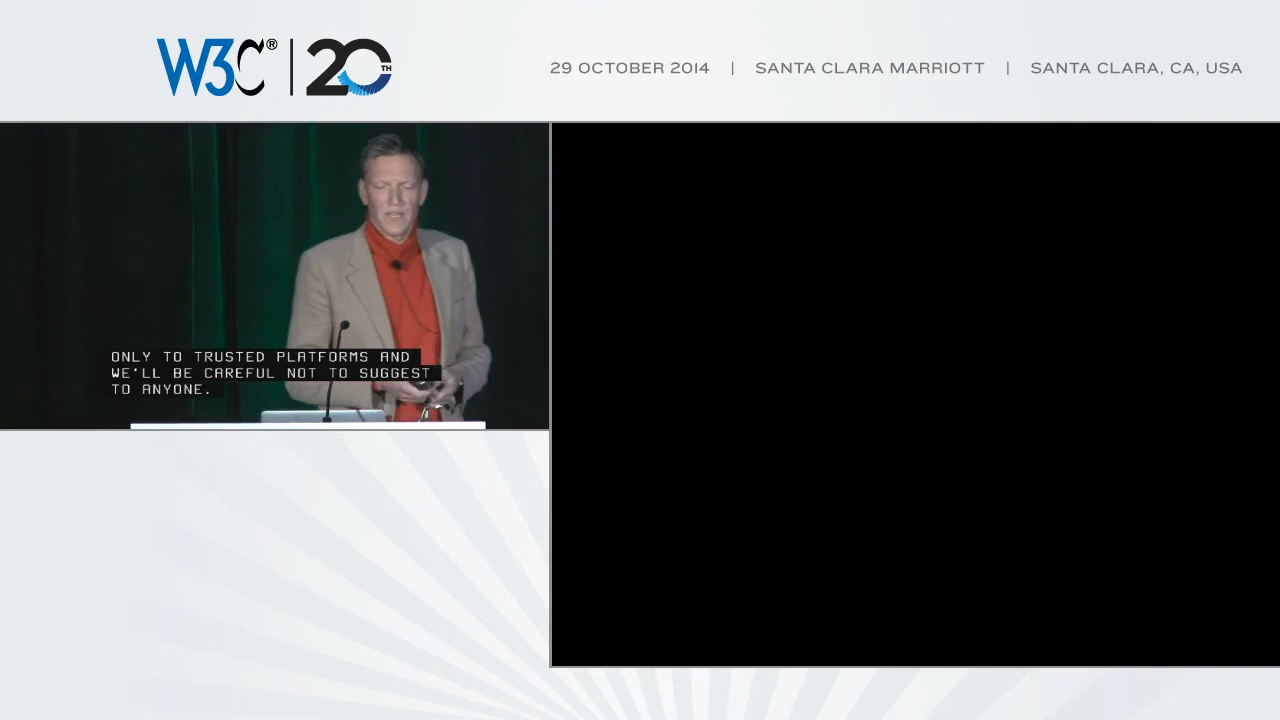 W3C® | 20TH
29 OCTOBER 2014 | SANTA CLARA MARRIOTT | SANTA CLARA, CA, USA
ONLY TO TRUSTED PLATFORMS AND
WE'LL BE CAREFUL NOT TO SUGGEST
TO ANYONE.